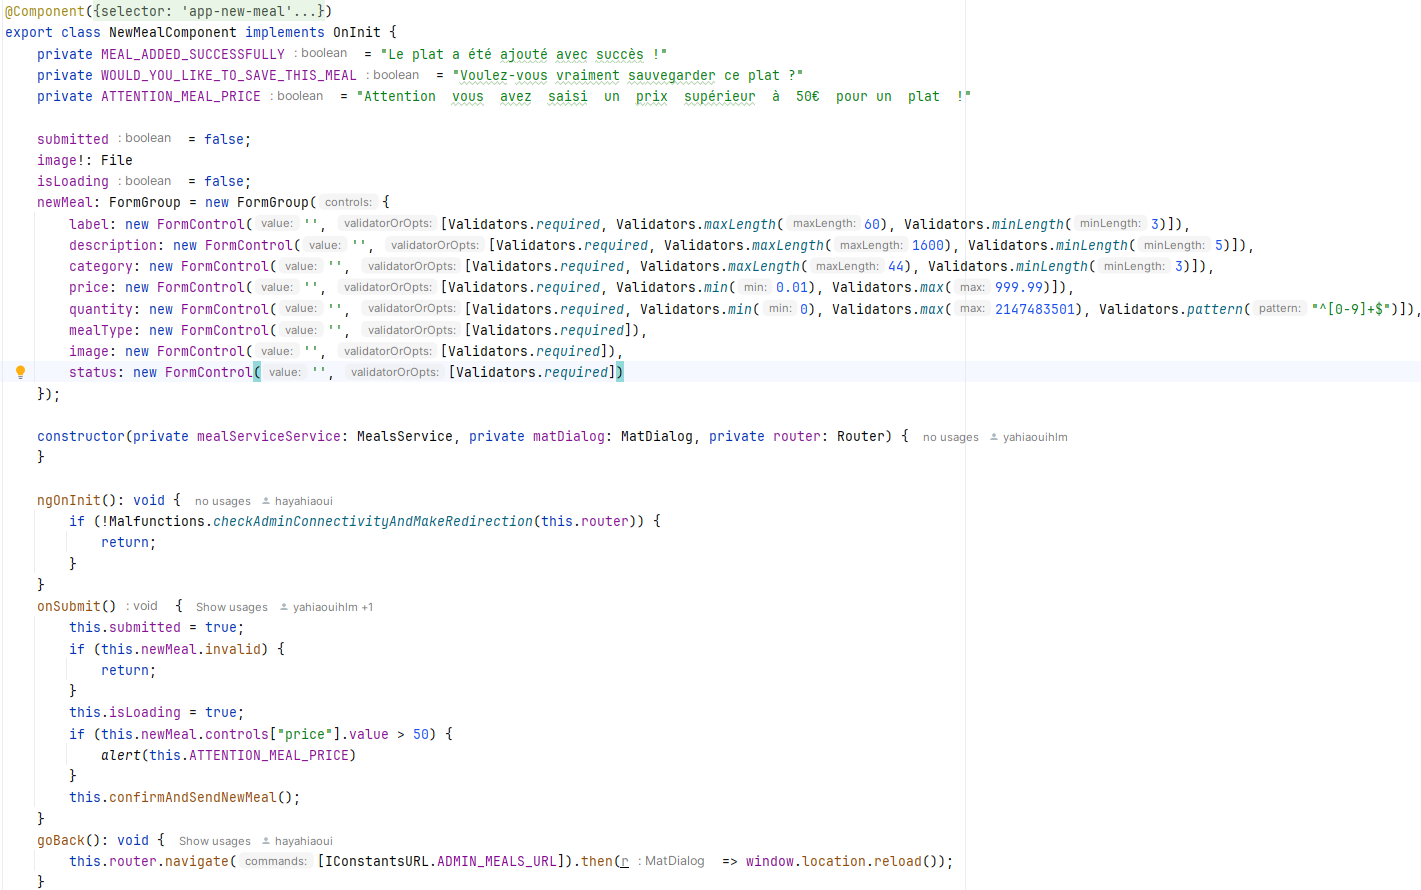 @Component({selector: 'app-new-meal'...})
export class NewMealComponent implements OnInit {
    private MEAL_ADDED_SUCCESSFULLY : boolean  = "Le plat a été ajouté avec succès !"
    private WOULD_YOU_LIKE_TO_SAVE_THIS_MEAL : boolean  = "Voulez-vous vraiment sauvegarder ce plat ?"
    private ATTENTION_MEAL_PRICE : boolean  = "Attention  vous  avez  saisi  un  prix  supérieur  à  50€  pour un  plat  !"
    submitted : boolean  = false;
    image!: File
    isLoading : boolean  = false;
    newMeal: FormGroup = new FormGroup( controls: {
        label: new FormControl( value: '',  validatorOrOpts: [Validators.required, Validators.maxLength( maxLength: 60), Validators.minLength( minLength: 3)]),
        description: new FormControl( value: '',  validatorOrOpts: [Validators.required, Validators.maxLength( maxLength: 1600), Validators.minLength( minLength: 5)]),
        category: new FormControl( value: '',  validatorOrOpts: [Validators.required, Validators.maxLength( maxLength: 44), Validators.minLength( minLength: 3)]),
        price: new FormControl( value: '',  validatorOrOpts: [Validators.required, Validators.min( min: 0.01), Validators.max( max: 999.99)]),
        quantity: new FormControl( value: '',  validatorOrOpts: [Validators.required, Validators.min( min: 0), Validators.max( max: 2147483501), Validators.pattern( pattern: "^[0-9]+$")]),
        mealType: new FormControl( value: '',  validatorOrOpts: [Validators.required]),
        image: new FormControl( value: '',  validatorOrOpts: [Validators.required]),
        status: new FormControl( value: '',  validatorOrOpts: [Validators.required])
    });
    constructor(private mealServiceService: MealsService, private matDialog: MatDialog, private router: Router) {  no usages  yahiaouihlm
    }
    ngOnInit(): void {  no usages  hayahiaoui
        if (!Malfunctions.checkAdminConnectivityAndMakeRedirection(this.router)) {
            return;
        }
    }
    onSubmit() : void  {  Show usages  yahiaouihlm +1
        this.submitted = true;
        if (this.newMeal.invalid) {
            return;
        }
        this.isLoading = true;
        if (this.newMeal.controls["price"].value > 50) {
            alert(this.ATTENTION_MEAL_PRICE)
        }
        this.confirmAndSendNewMeal();
    }
    goBack(): void {  Show usages  hayahiaoui
        this.router.navigate( commands: [IConstantsURL.ADMIN_MEALS_URL]).then(r : MatDialog  => window.location.reload());
    }